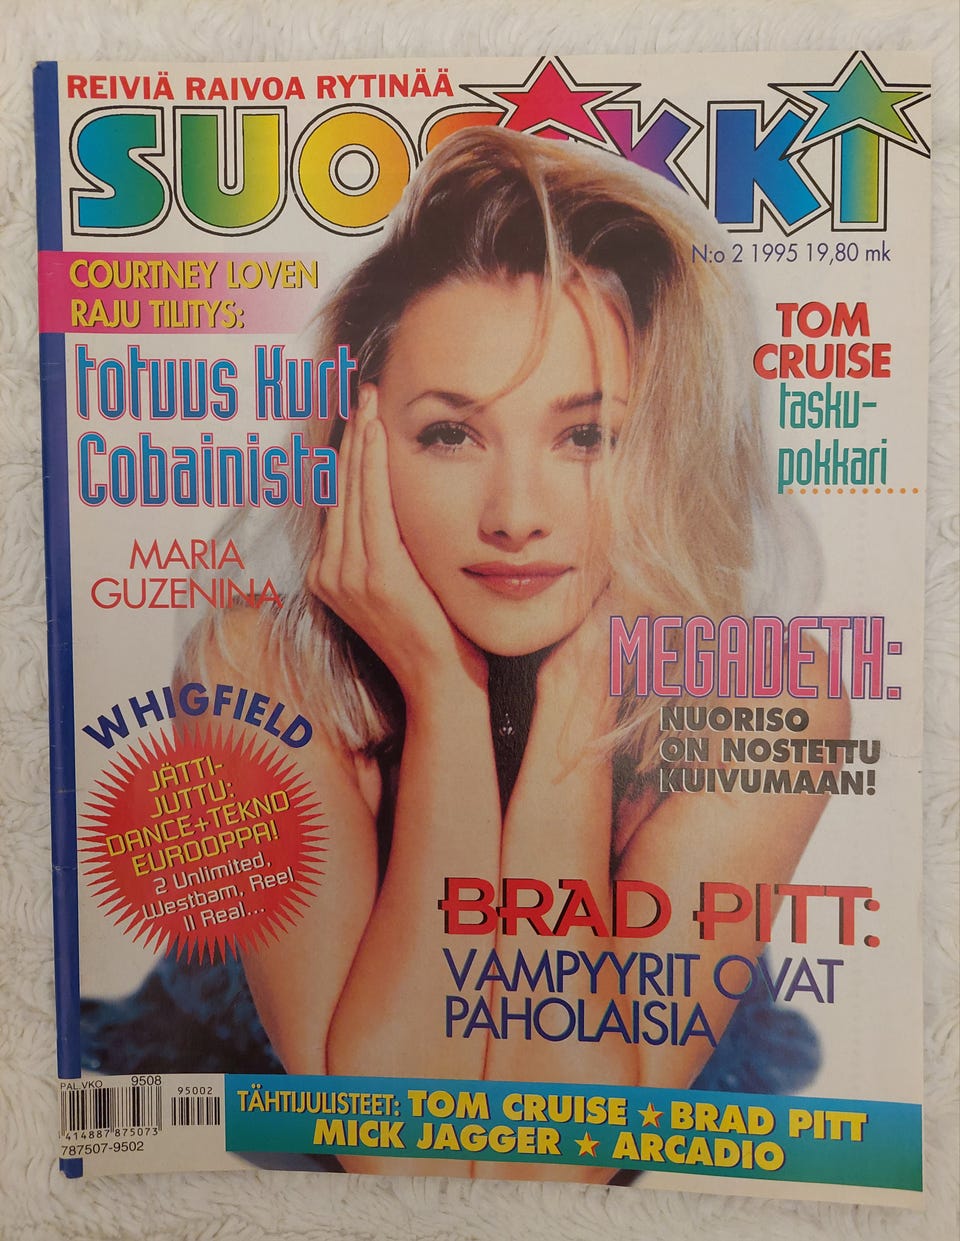 REIVIÄ RAIVOA RYTINÄÄ
SUOSIKKI
N:o 2 1995 19,80 mk
COURTNEY LOVEN
RAJU TILITYS:
totuus Kurt
Cobainista
MARIA
GUZENINA
TOM
CRUISE
tasku-
pokkari
MEGADETH:
NUORISO
ON NOSTETTU
KUIVUMAAN!
WHIGFIELD
JÄTTI-
JUTTU:
DANCE+TEKNO
EUROOPPA!
2 Unlimited,
Westbam, Reel
II Real...
BRAD PITT:
VAMPYYRIT OVAT
PAHOLAISIA
PAL.VKO 9508
95002
414887 875073
787507-9502
TÄHTIJULISTEET: TOM CRUISE ★ BRAD PITT
MICK JAGGER ★ ARCADIO